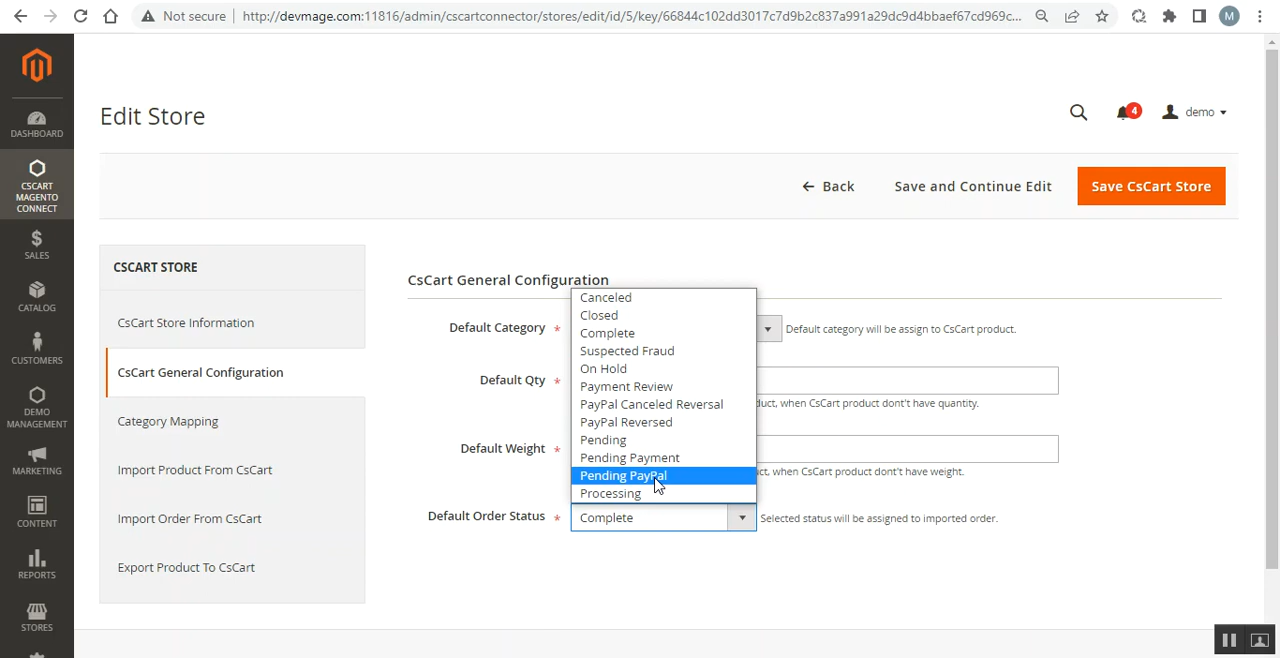 Not secure
http://devmage.com:11816/admin/cscartconnector/stores/edit/id/5/key/66844c102dd3017c7d9b2c837a991a29dc9d4bbaef67cd969c...
M
DASHBOARD
CSCART
MAGENTO
CONNECT
SALES
CATALOG
CUSTOMERS
DEMO
MANAGEMENT
MARKETING
CONTENT
REPORTS
STORES
Edit Store
4
demo
Back
Save and Continue Edit
Save CsCart Store
CSCART STORE
CsCart Store Information
CsCart General Configuration
Category Mapping
Import Product From CsCart
Import Order From CsCart
Export Product To CsCart
CsCart General Configuration
Default Category *
Default category will be assign to CsCart product.
Default Qty *
duct, when CsCart product dont't have quantity.
Default Weight *
when CsCart product dont't have weight.
Canceled
Closed
Complete
Suspected Fraud
On Hold
Payment Review
PayPal Canceled Reversal
PayPal Reversed
Pending
Pending Payment
Pending PayPal
Processing
Default Order Status *
Complete
Selected status will be assigned to imported order.